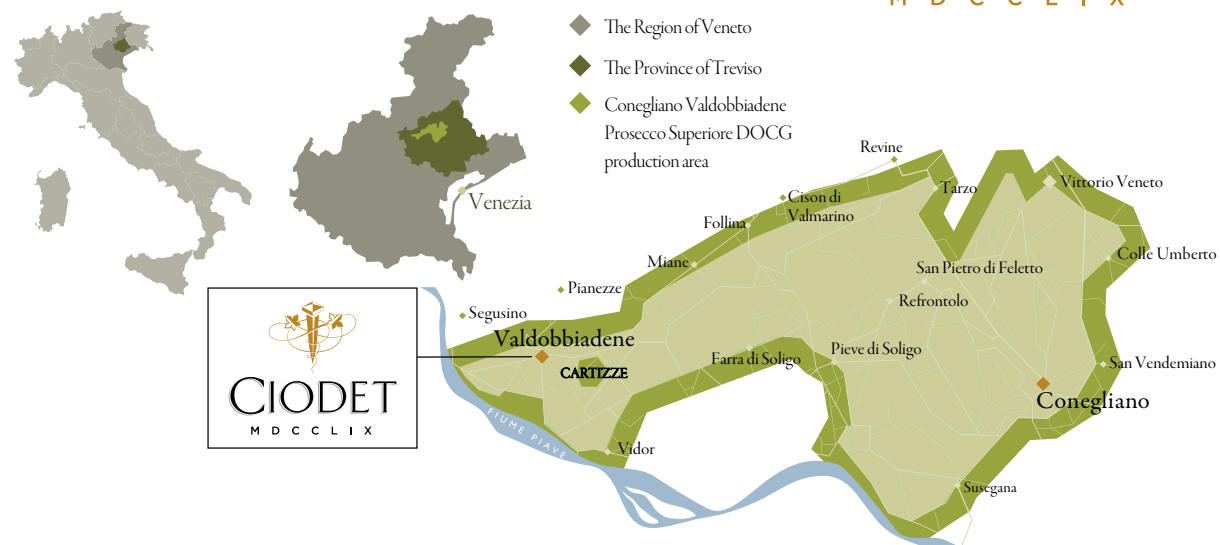 MDCCLIX
The Region of Veneto
The Province of Treviso
Conegliano Valdobbiadene
Prosecco Superiore DOCG
production area
Venezia
Revine
Tarzo
Vittorio Veneto
Cison di
Valmarino
Follina
Colle Umberto
Miane
San Pietro di Feletto
Pianezze
Refrontolo
Segusino
Valdobbiadene
CARTIZZE
Farra di Soligo
Pieve di Soligo
San Vendemiano
Conegliano
CIODET
MDCCLIX
FIUME PIAVE
Vidor
Susegana